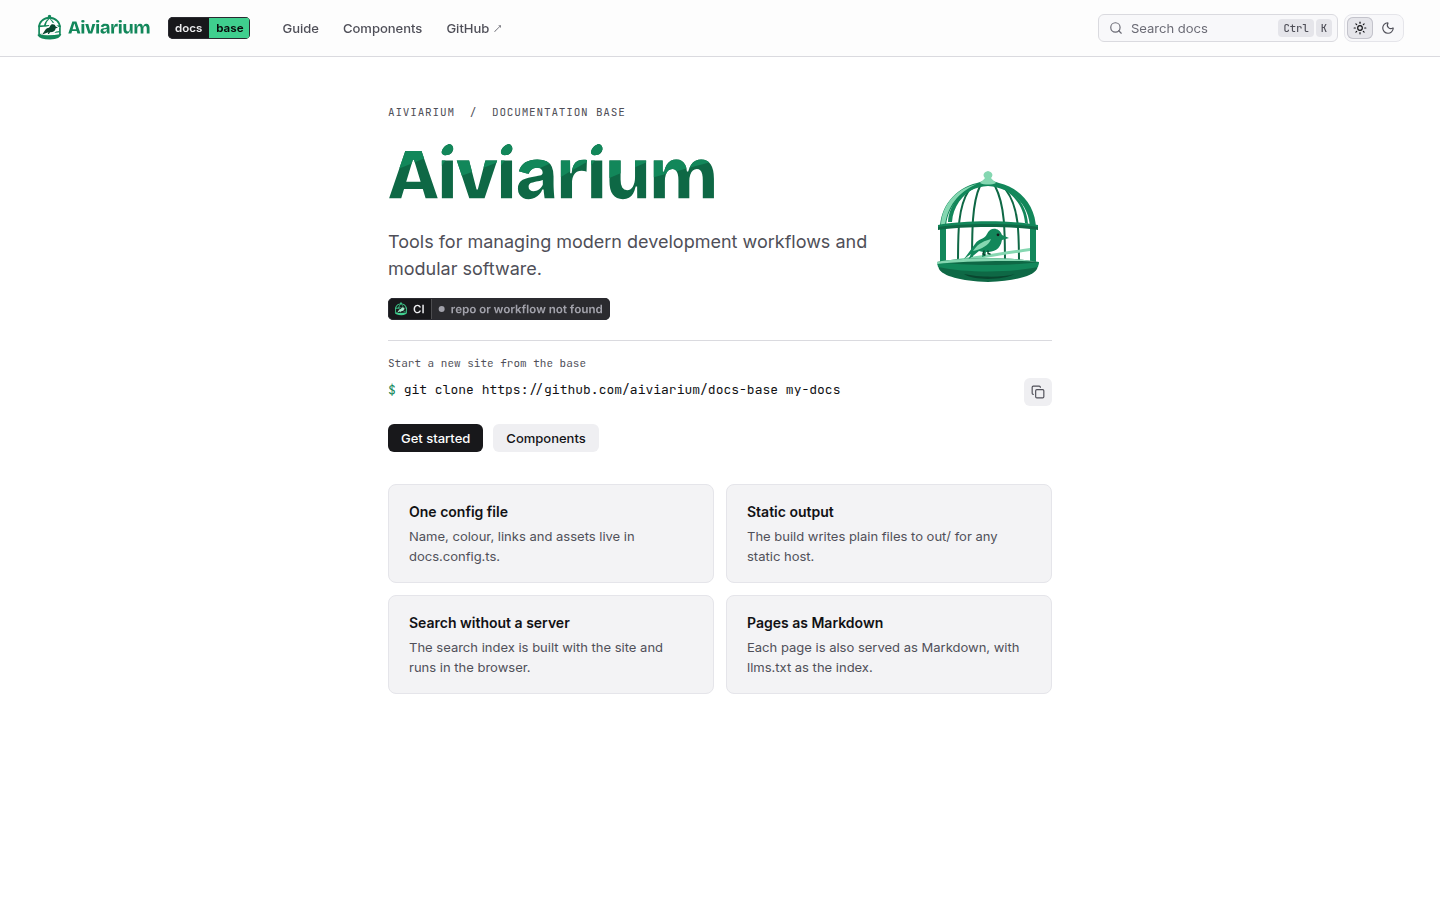 Aiviarium docs base Guide Components GitHub ↗ Search docs Ctrl K
AIVIARIUM / DOCUMENTATION BASE
Aiviarium
Tools for managing modern development workflows and
modular software.
CI repo or workflow not found
Start a new site from the base
$ git clone https://github.com/aiviarium/docs-base my-docs
Get started Components
One config file
Name, colour, links and assets live in
docs.config.ts.
Static output
The build writes plain files to out/ for any
static host.
Search without a server
The search index is built with the site and
runs in the browser.
Pages as Markdown
Each page is also served as Markdown, with
llms.txt as the index.